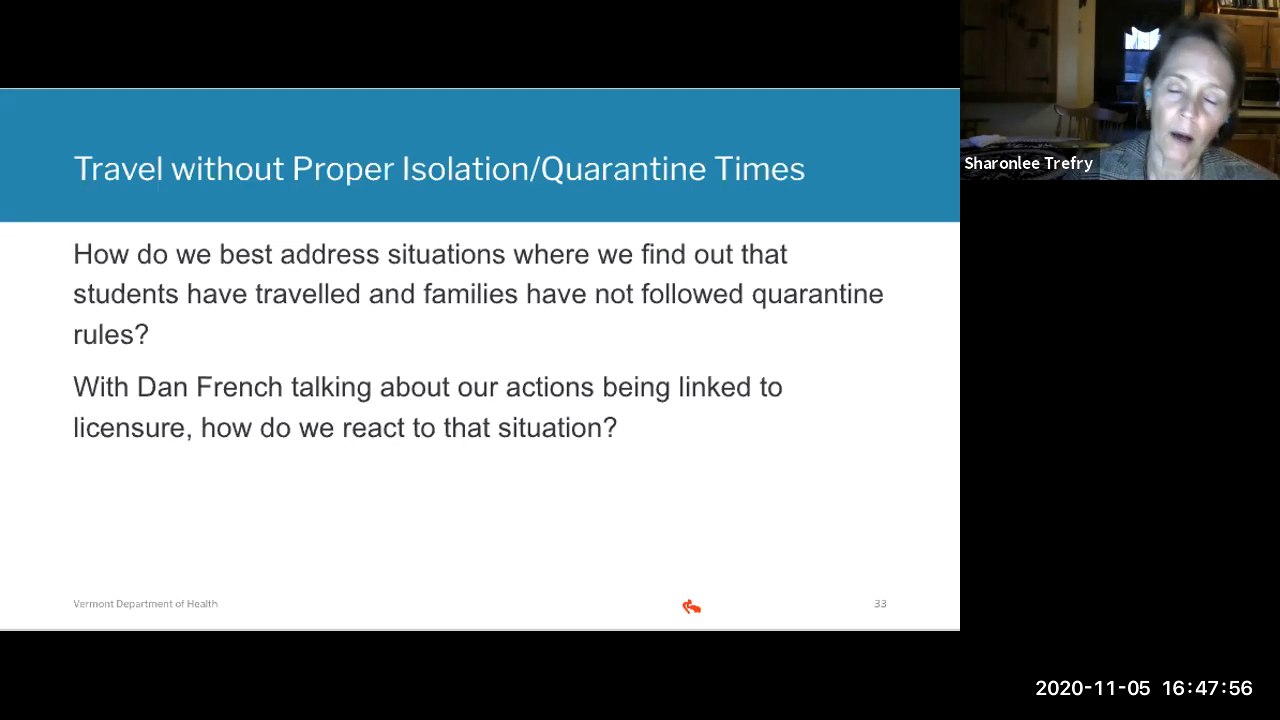 Travel without Proper Isolation/Quarantine Times
How do we best address situations where we find out that
students have travelled and families have not followed quarantine
rules?
With Dan French talking about our actions being linked to
licensure, how do we react to that situation?
Vermont Department of Health
33
Sharonlee Trefry
2020-11-05 16:47:56